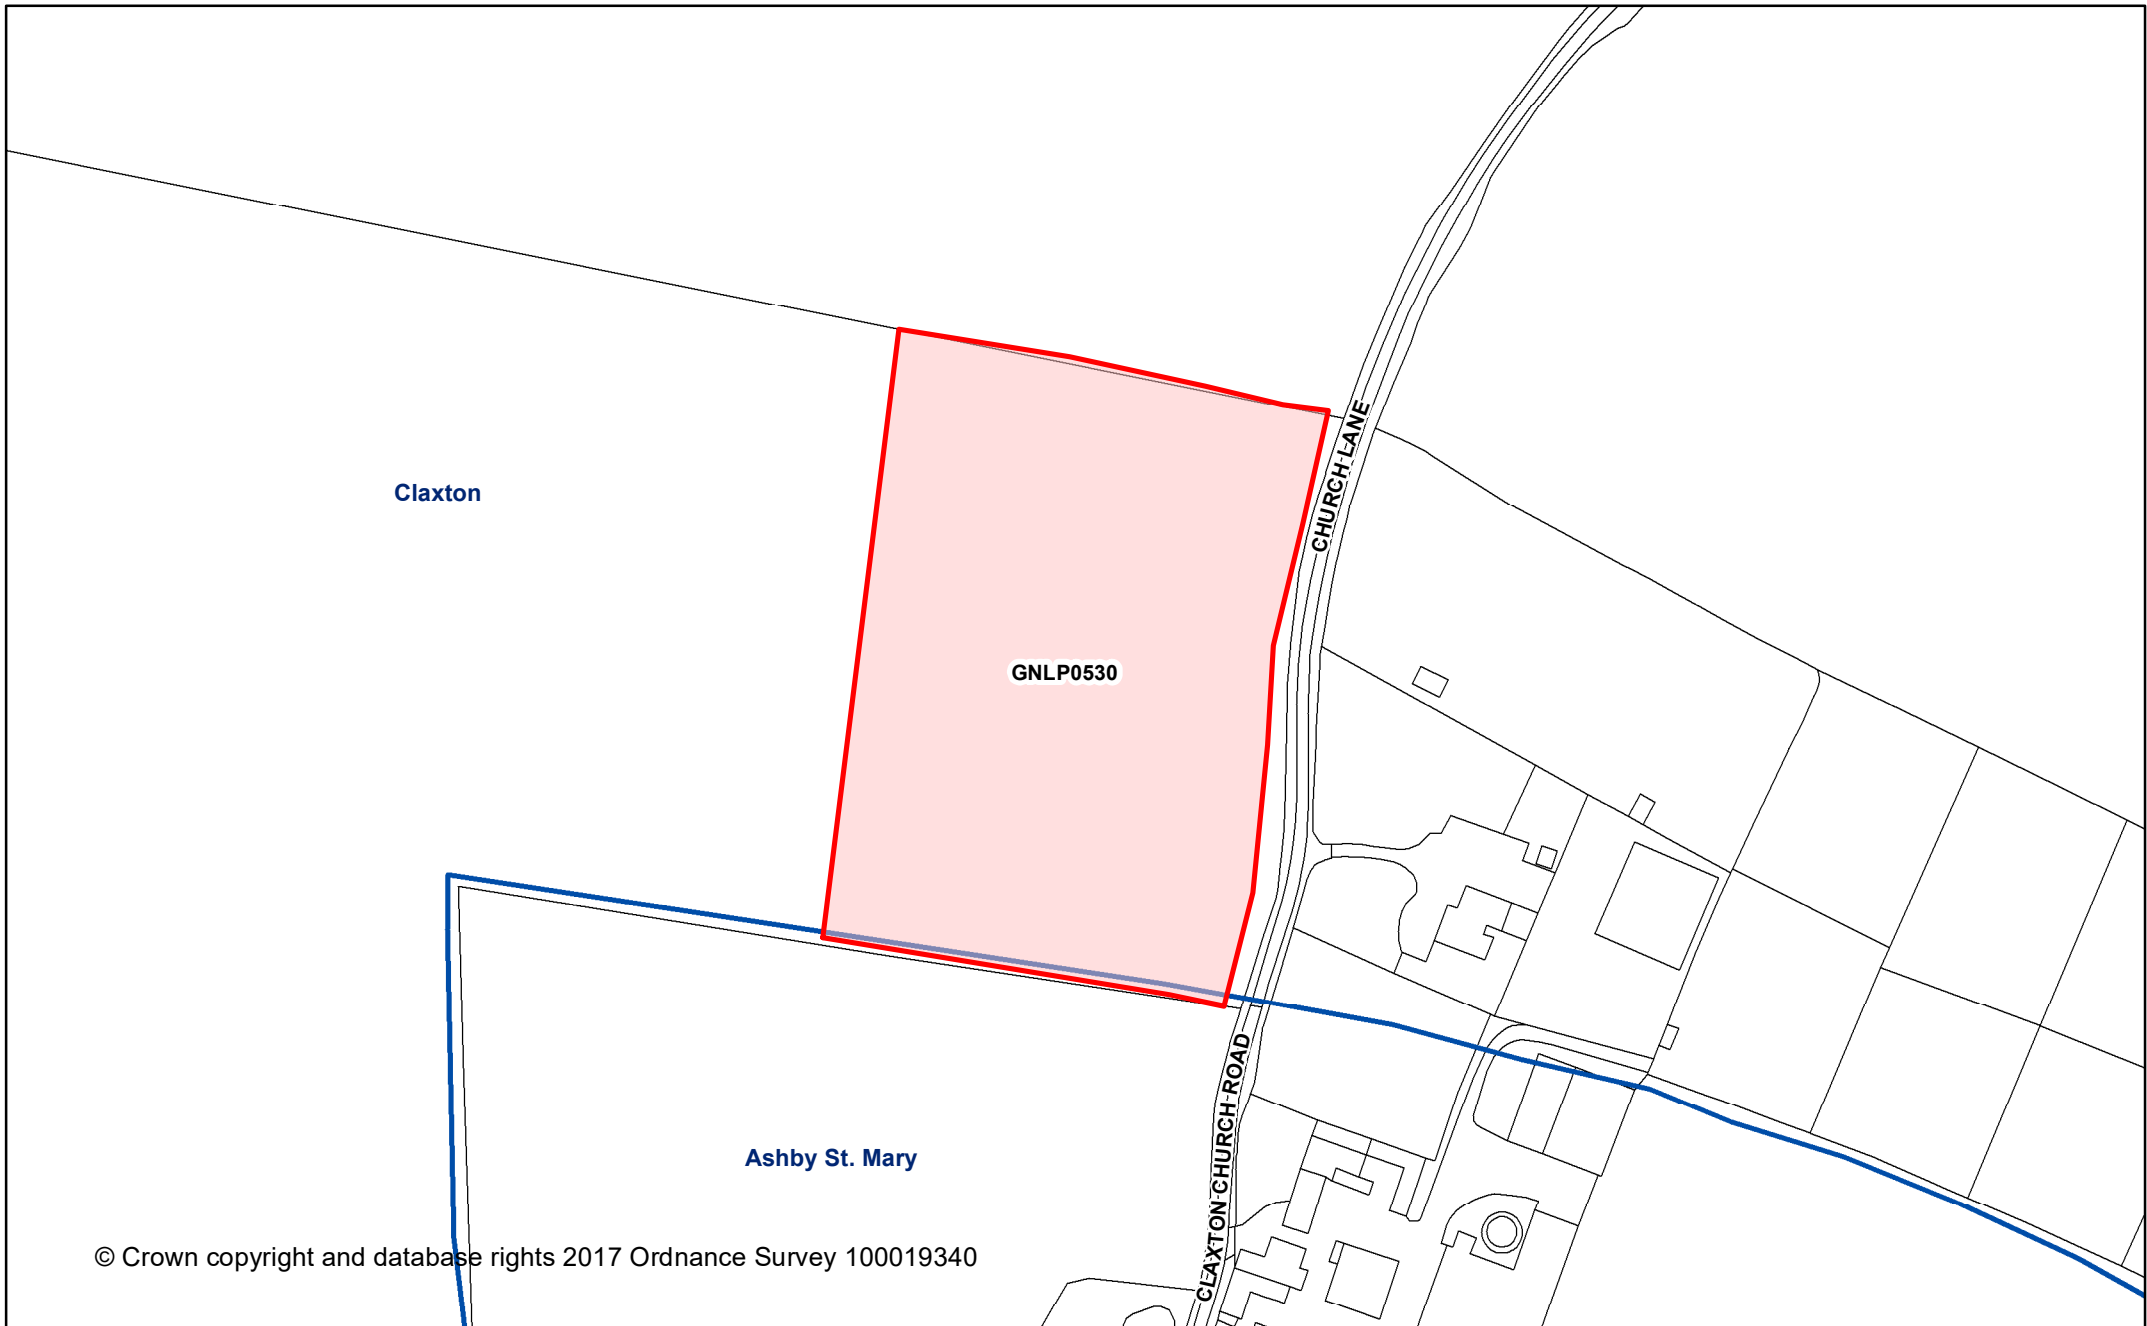 CHURCH LANE
Claxton
GNLP0530
CLAXTON CHURCH ROAD
Ashby St. Mary
© Crown copyright and database rights 2017 Ordnance Survey 100019340